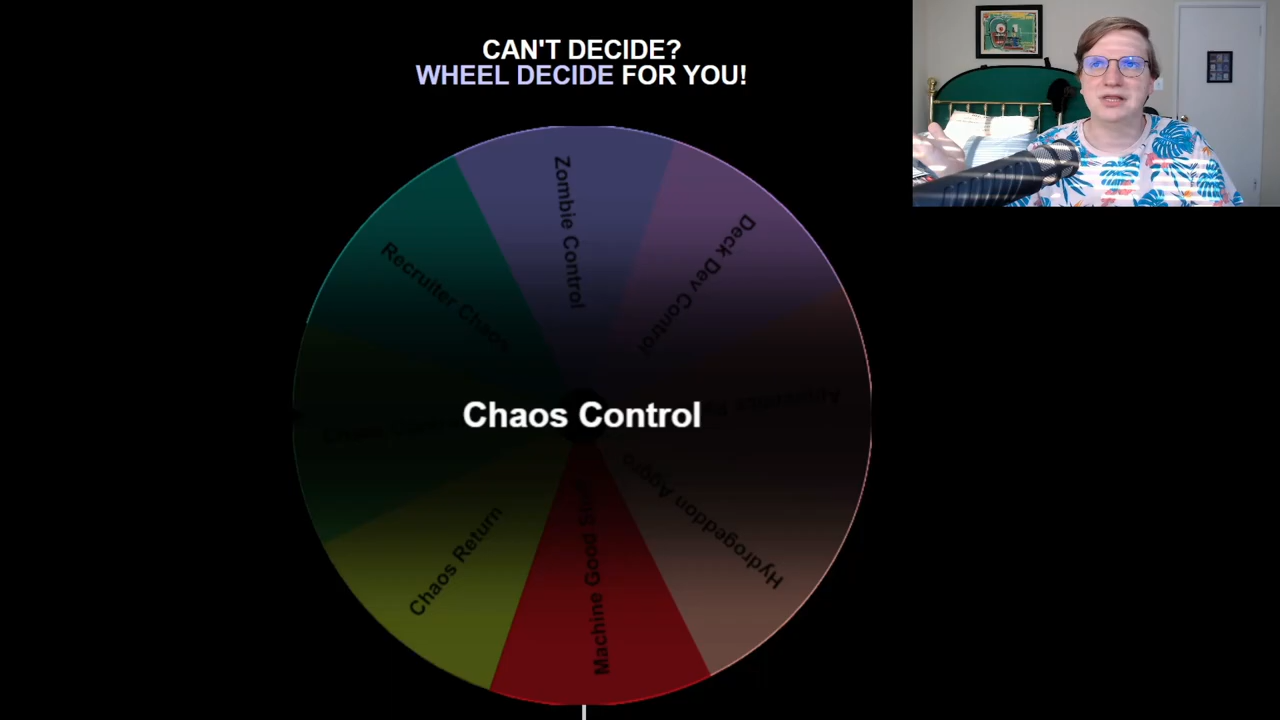 CAN'T DECIDE?
WHEEL DECIDE FOR YOU!
Zombie Control
Deck Dev Control
Recruiter Chaos
Chaos Control
Hydrogeddon Aggro
Chaos Return
Machine Good Stuff